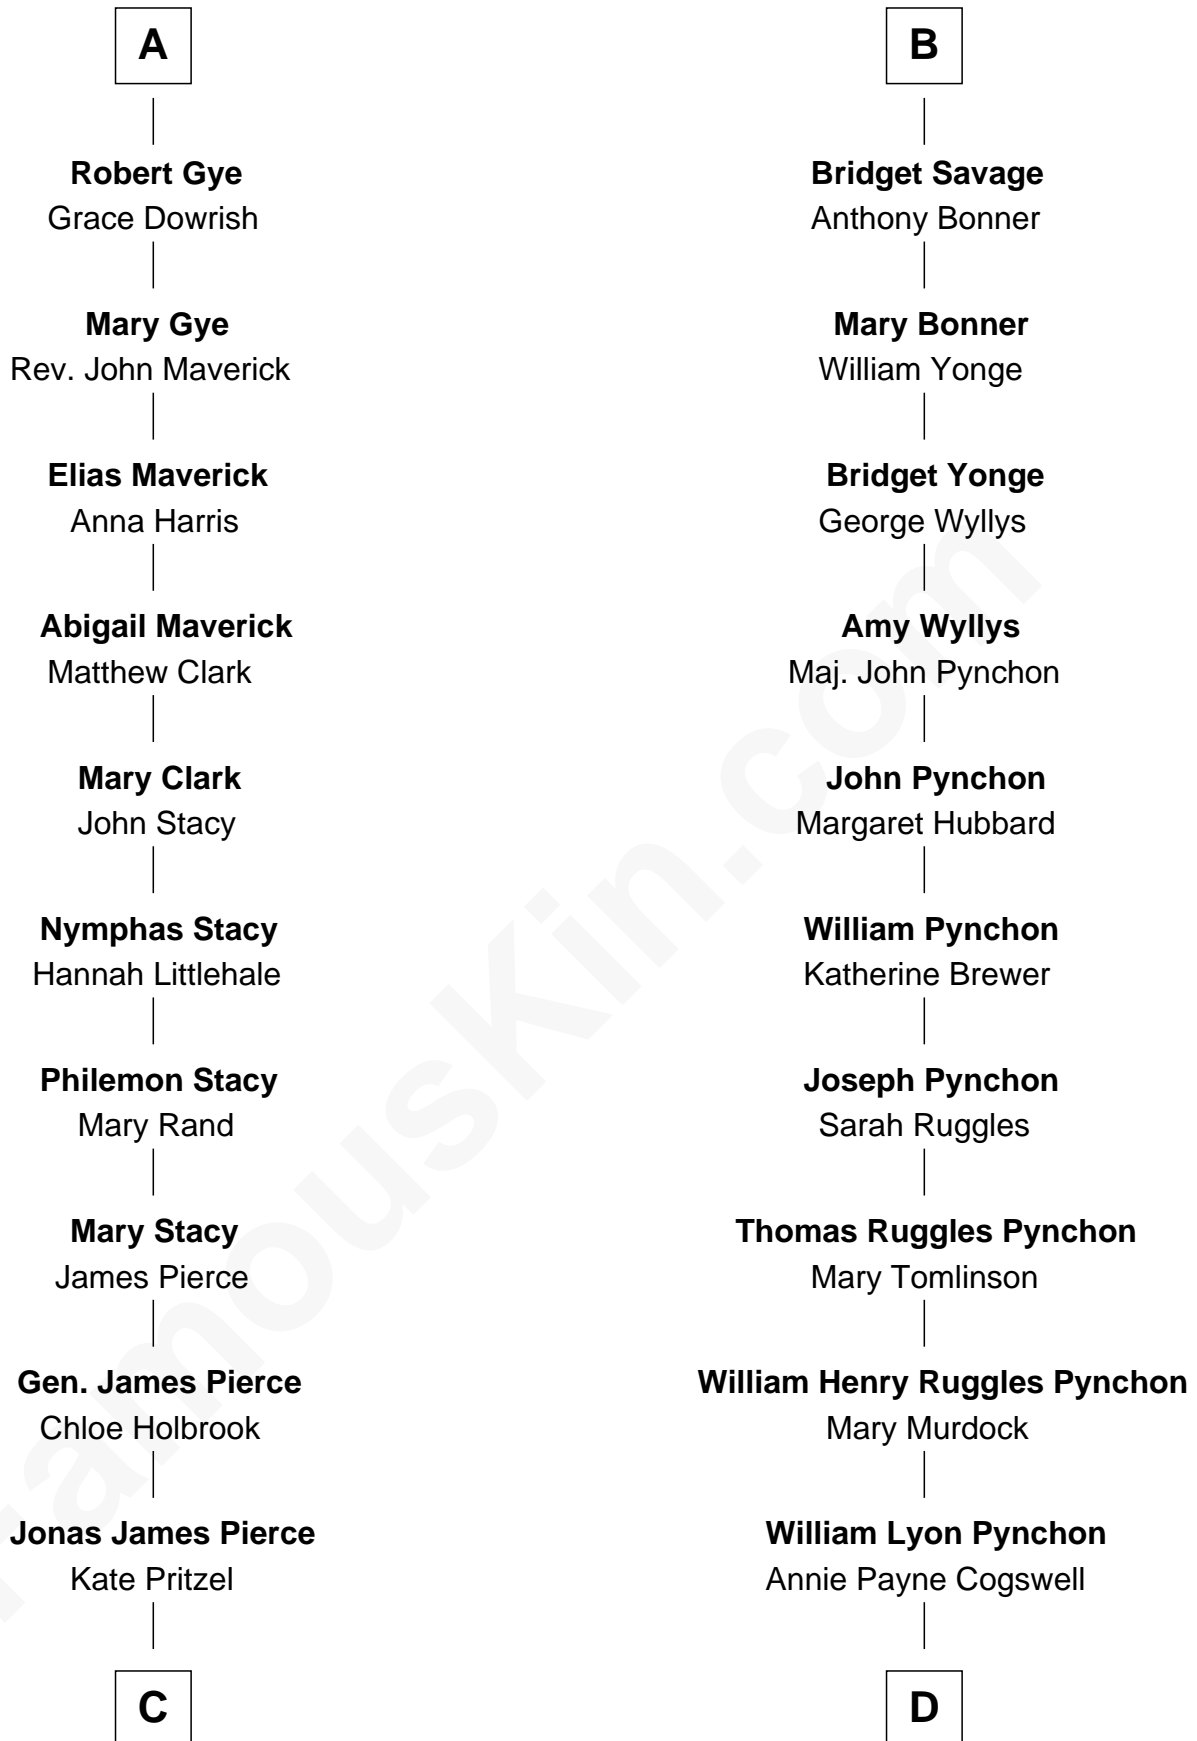 A
Robert Gye
Grace Dowrish
Mary Gye
Rev. John Maverick
Elias Maverick
Anna Harris
Abigail Maverick
Matthew Clark
Mary Clark
John Stacy
Nymphas Stacy
Hannah Littlehale
Philemon Stacy
Mary Rand
Mary Stacy
James Pierce
Gen. James Pierce
Chloe Holbrook
Jonas James Pierce
Kate Pritzel
C
B
Bridget Savage
Anthony Bonner
Mary Bonner
William Yonge
Bridget Yonge
George Wyllys
Amy Wyllys
Maj. John Pynchon
John Pynchon
Margaret Hubbard
William Pynchon
Katherine Brewer
Joseph Pynchon
Sarah Ruggles
Thomas Ruggles Pynchon
Mary Tomlinson
William Henry Ruggles Pynchon
Mary Murdock
William Lyon Pynchon
Annie Payne Cogswell
D
FamousKin.com